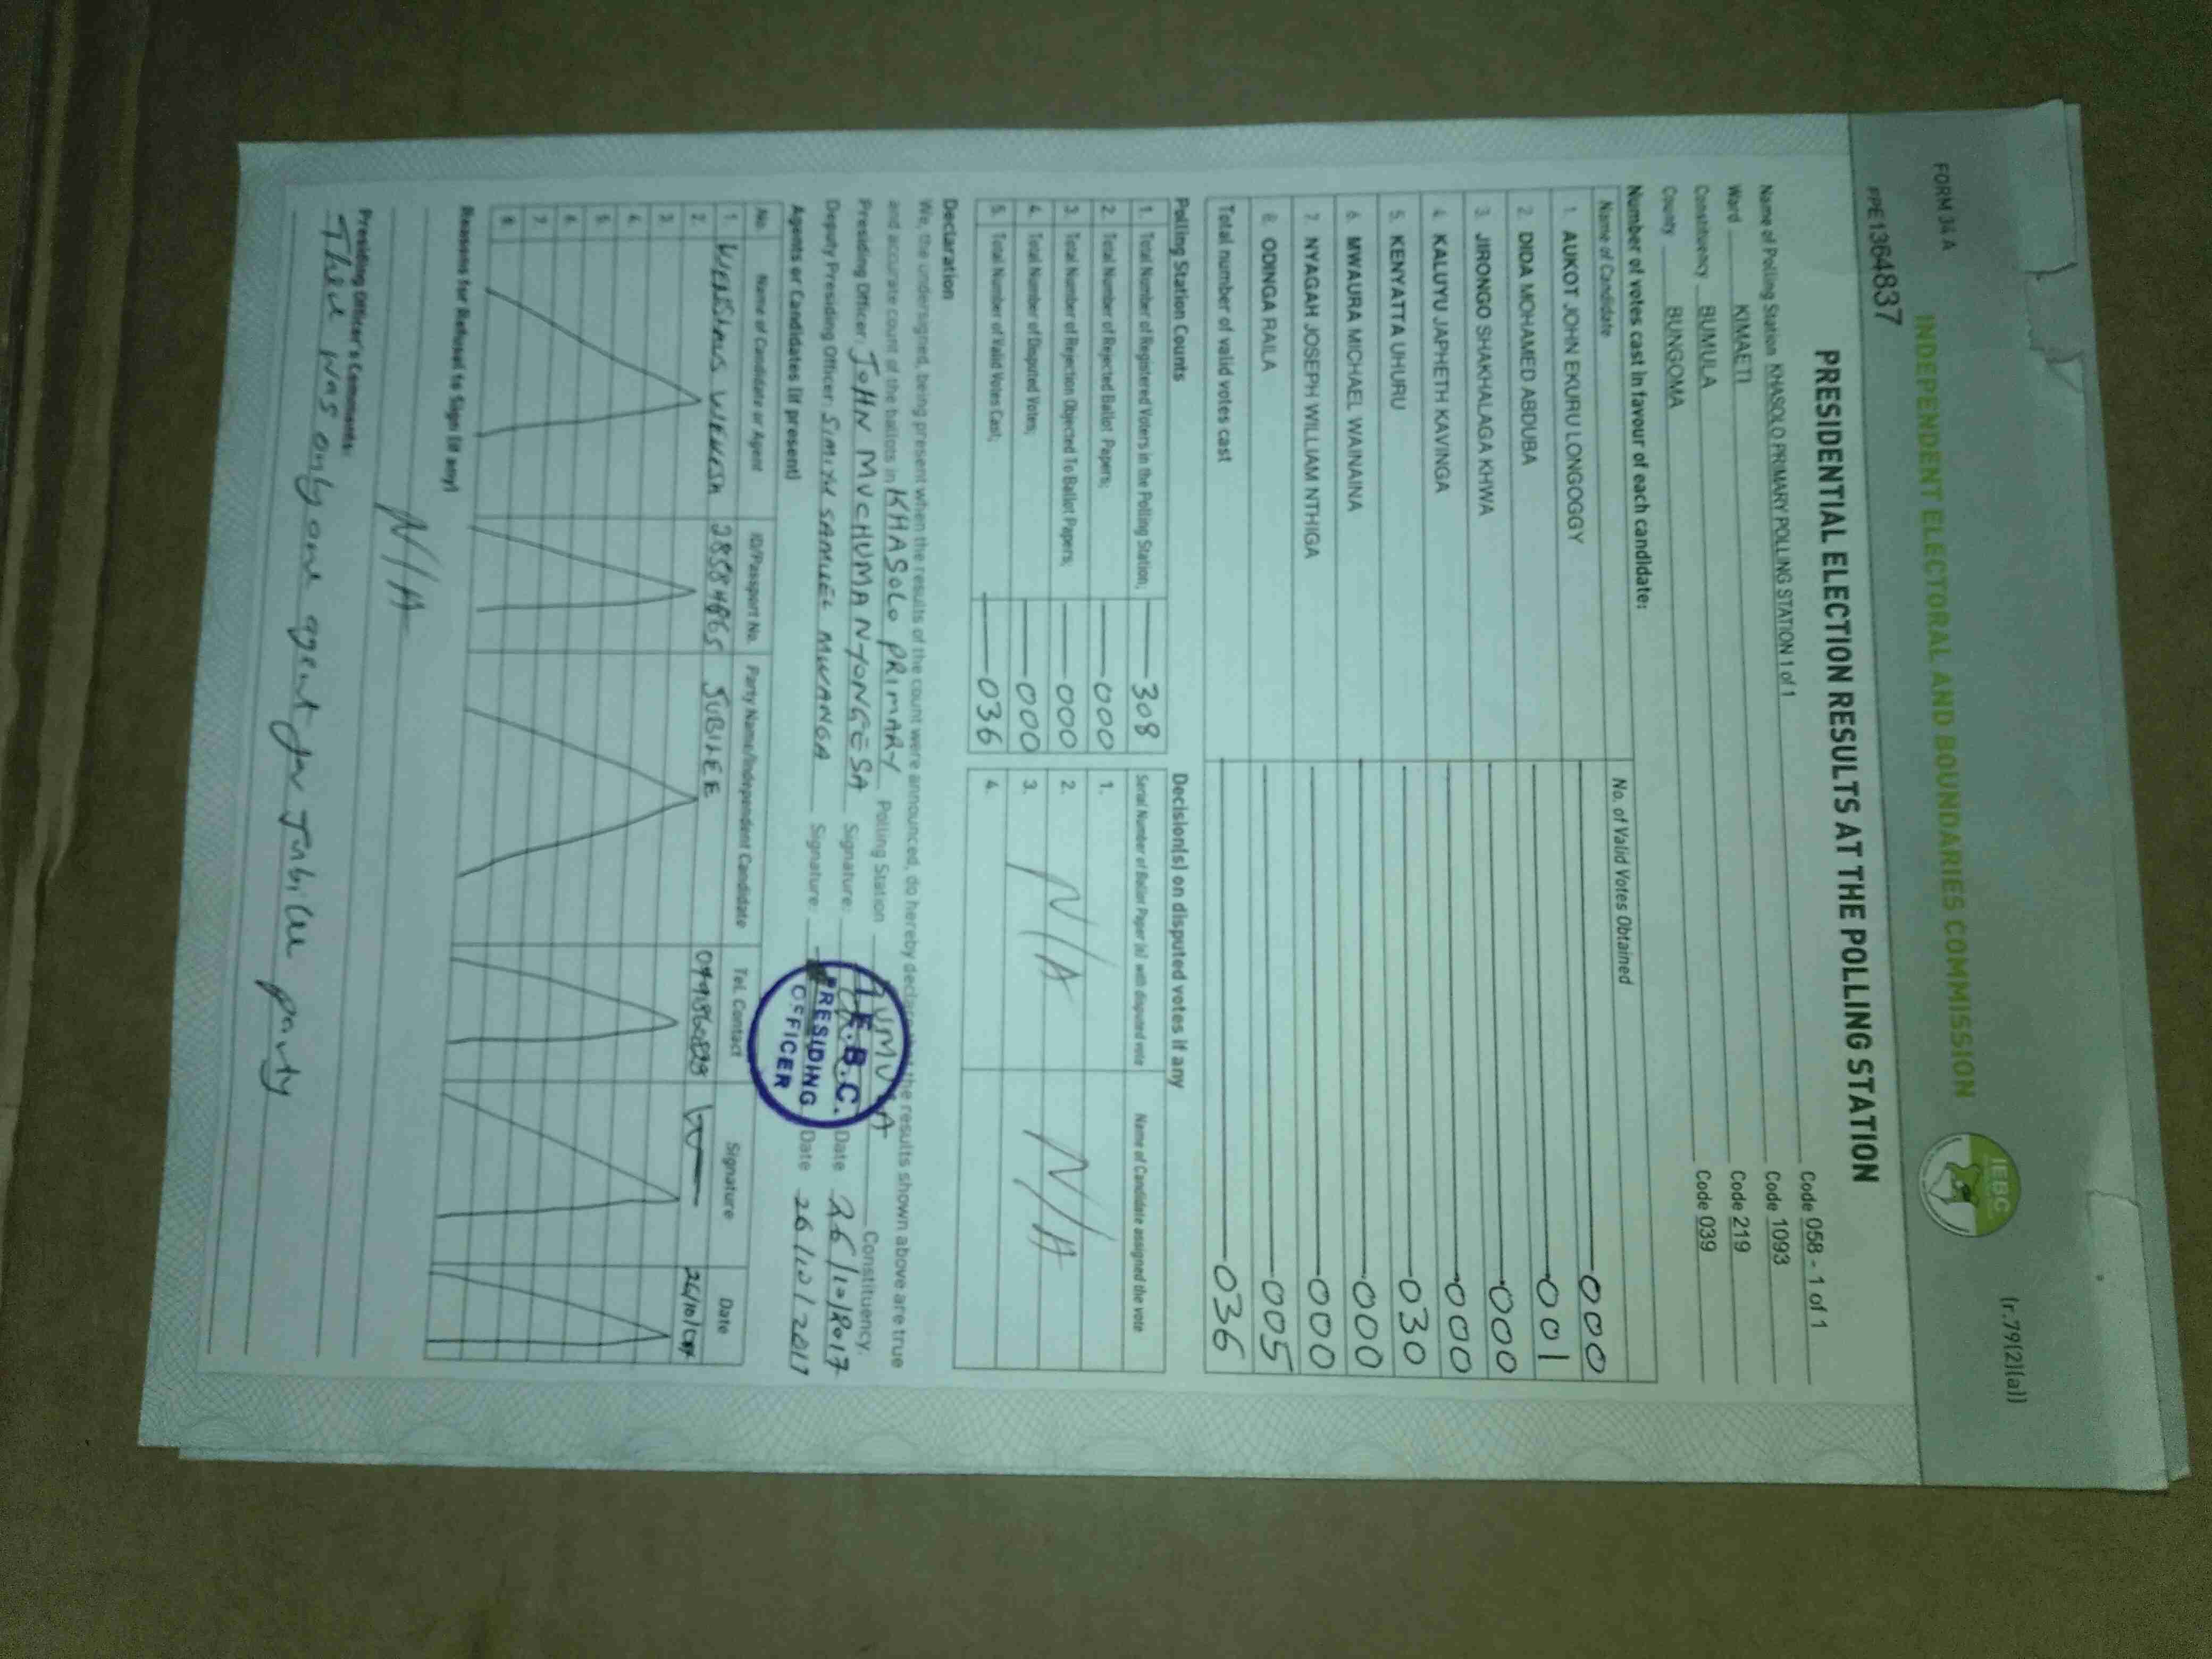 FORM 34 A
(r.79(2)(a))
INDEPENDENT ELECTORAL AND BOUNDARIES COMMISSION
IEBC
PPE1364837
PRESIDENTIAL ELECTION RESULTS AT THE POLLING STATION
Name of Polling Station KHASOLO PRIMARY POLLING STATION 1 of 1 Code 058 - 1 of 1
Ward KIMAETI Code 1093
Constituency BUMULA Code 219
County BUNGOMA Code 039
Number of votes cast in favour of each candidate:
Name of Candidate No. of Valid Votes Obtained
1. AUKOT JOHN EKURU LONGOGGY 000
2. DIDA MOHAMED ABDUBA 001
3. JIRONGO SHAKHALAGA KHWA 000
4. KALUYU JAPHETH KAVINGA 000
5. KENYATTA UHURU 030
6. MWAURA MICHAEL WAINAINA 000
7. NYAGAH JOSEPH WILLIAM NTHIGA 000
8. ODINGA RAILA 005
Total number of valid votes cast 036
Polling Station Counts
1. Total Number of Registered Voters in the Polling Station; 308
2. Total Number of Rejected Ballot Papers; 000
3. Total Number of Rejection Objected To Ballot Papers; 000
4. Total Number of Disputed Votes; 000
5. Total Number of Valid Votes Cast; 036
Decision(s) on disputed votes if any
Serial Number of Ballot Paper (s) with disputed vote Name of Candidate assigned the vote
1.
2.
3. N/A N/A
4.
Declaration
We, the undersigned, being present when the results of the count were announced, do hereby declare that the results shown above are true
and accurate count of the ballots in KHASOLO PRIMARY Polling Station BUMULA Constituency.
Presiding Officer: JOHN MUCHUMA NYONGESA Signature: Date 26/10/2017
Deputy Presiding Officer: SIMIYU SAMUEL MWANGA Signature: Date 26/10/2017
I.E.B.C.
PRESIDING
OFFICER
Agents or Candidates (if present)
No. Name of Candidate or Agent ID/Passport No. Party Name/Independent Candidate Tel. Contact Signature Date
1. JUBILEE
2.
3.
4.
5.
6.
7.
8.
Reasons for Refusal to Sign (if any)
N/A
Presiding Officer's Comments:
There was only one agent for Jubilee party